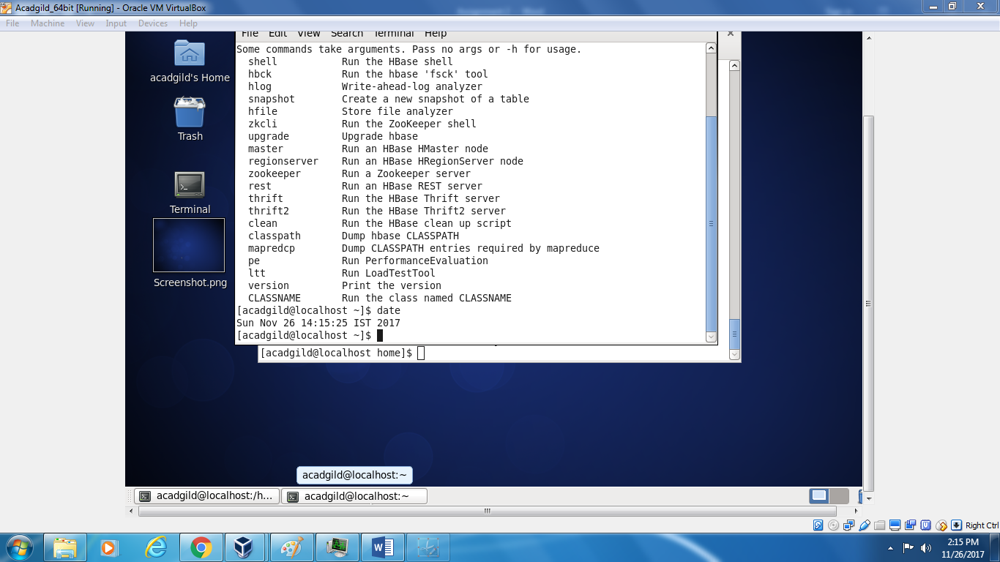 Acadgild_64bit [Running] - Oracle VM VirtualBox
File Machine View Input Devices Help
File Edit View Search Terminal Help
Some commands take arguments. Pass no args or -h for usage.
shell Run the HBase shell
hbck Run the hbase 'fsck' tool
hlog Write-ahead-log analyzer
snapshot Create a new snapshot of a table
hfile Store file analyzer
zkcli Run the ZooKeeper shell
upgrade Upgrade hbase
master Run an HBase HMaster node
regionserver Run an HBase HRegionServer node
zookeeper Run a Zookeeper server
rest Run an HBase REST server
thrift Run the HBase Thrift server
thrift2 Run the HBase Thrift2 server
clean Run the HBase clean up script
classpath Dump hbase CLASSPATH
mapredcp Dump CLASSPATH entries required by mapreduce
pe Run PerformanceEvaluation
ltt Run LoadTestTool
version Print the version
CLASSNAME Run the class named CLASSNAME
[acadgild@localhost ~]$ date
Sun Nov 26 14:15:25 IST 2017
[acadgild@localhost ~]$
[acadgild@localhost home]$
acadgild's Home
Trash
Terminal
Screenshot.png
acadgild@localhost:~
acadgild@localhost:/h...
acadgild@localhost:~
Right Ctrl
2:15 PM
11/26/2017